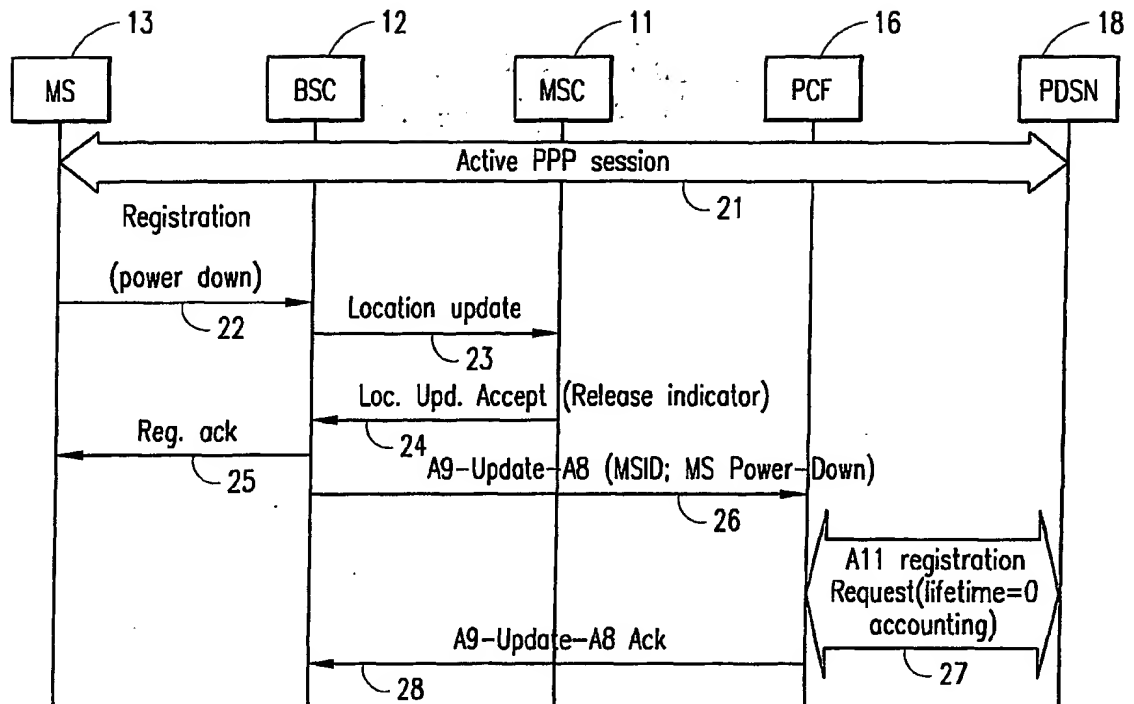 13
12
11
16
18
MS
BSC
MSC
PCF
PDSN
Active PPP session
21
Registration
(power down)
22
Location update
23
Loc. Upd. Accept (Release indicator)
24
Reg. ack
25
A9-Update-A8 (MSID; MS Power-Down)
26
A11 registration
Request(lifetime=0
accounting)
27
A9-Update-A8 Ack
28